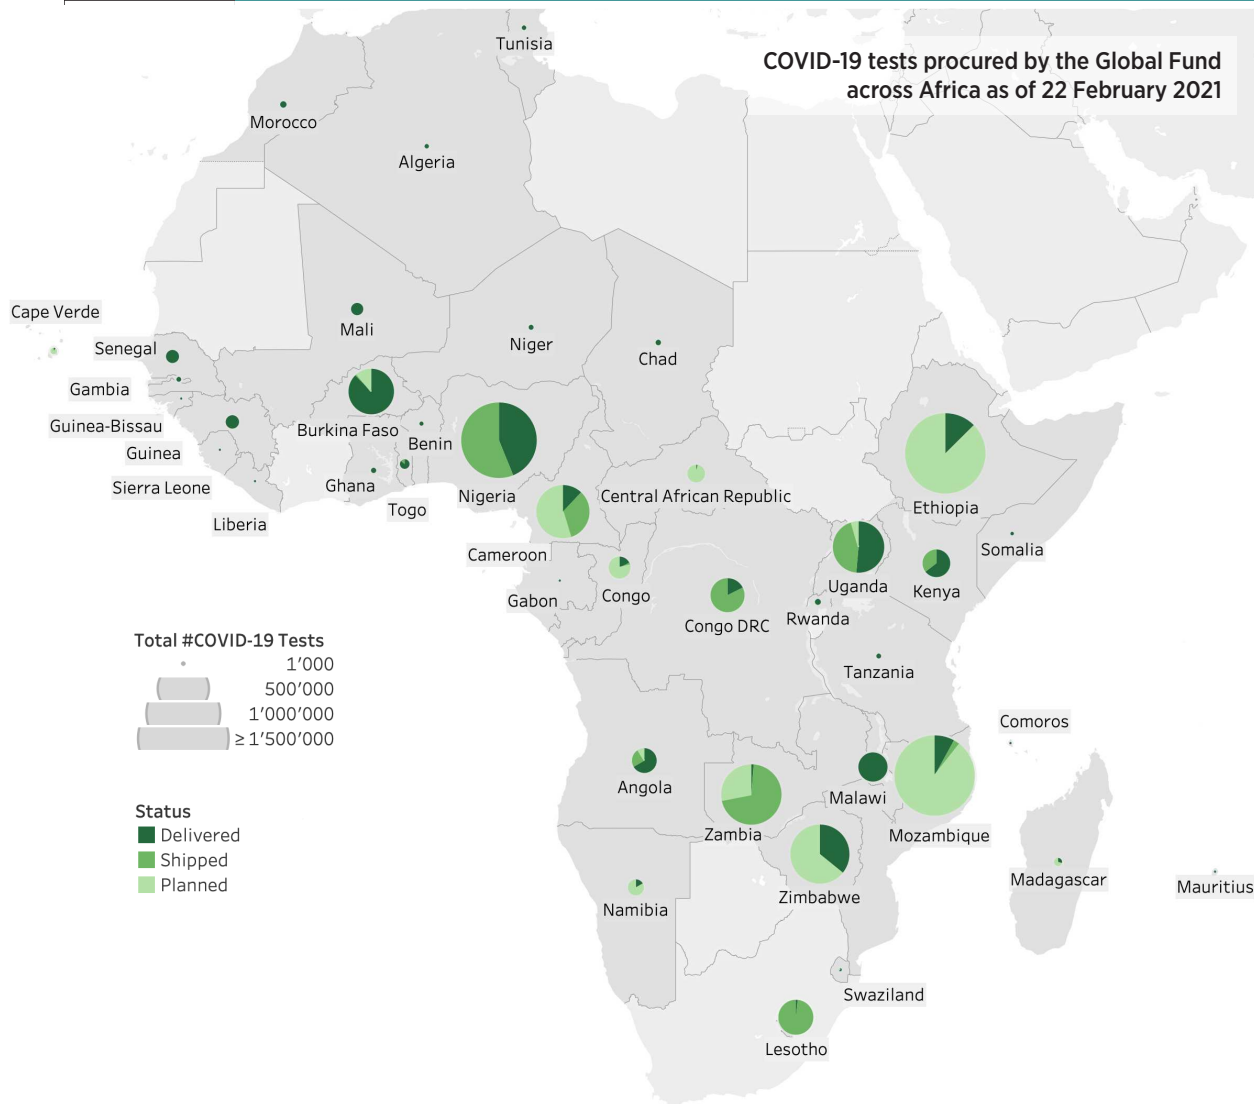 COVID-19 tests procured by the Global Fund
across Africa as of 22 February 2021
Tunisia
Morocco
Algeria
Cape Verde
Mali
Niger
Chad
Senegal
Gambia
Guinea-Bissau
Guinea
Sierra Leone
Liberia
Burkina Faso
Benin
Ghana
Togo
Nigeria
Central African Republic
Ethiopia
Cameroon
Somalia
Uganda
Kenya
Gabon
Congo
Congo DRC
Rwanda
Tanzania
Total #COVID-19 Tests
1’000
500’000
1’000’000
≥ 1’500’000
Comoros
Angola
Malawi
Zambia
Mozambique
Status
Delivered
Shipped
Planned
Zimbabwe
Madagascar
Mauritius
Namibia
Swaziland
Lesotho